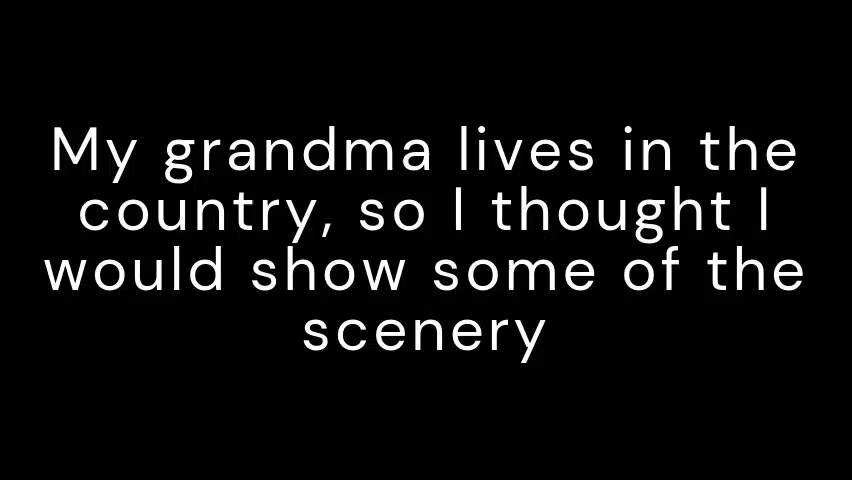 My grandma lives in the
country, so I thought I
would show some of the
scenery